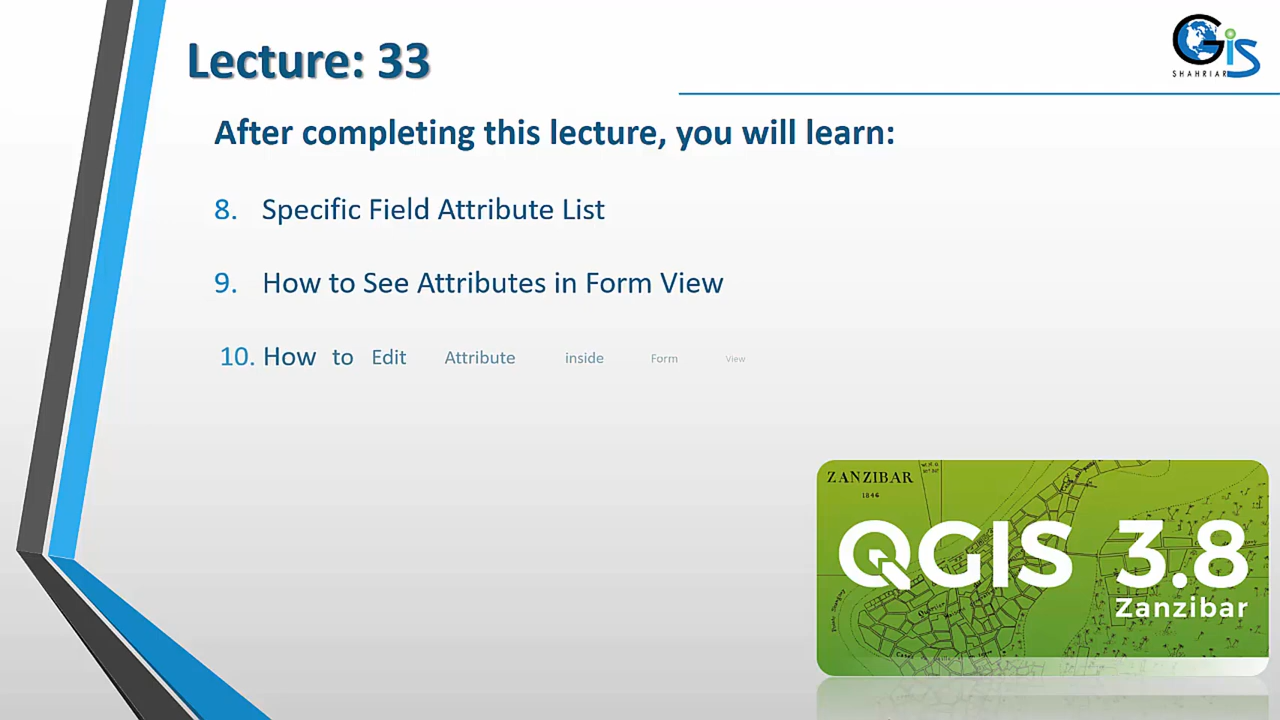 Lecture: 33
GiS
SHAHRIAR
After completing this lecture, you will learn:
8. Specific Field Attribute List
9. How to See Attributes in Form View
10. How to Edit Attribute inside Form View
ZANZIBAR
1846
QGIS 3.8
Zanzibar